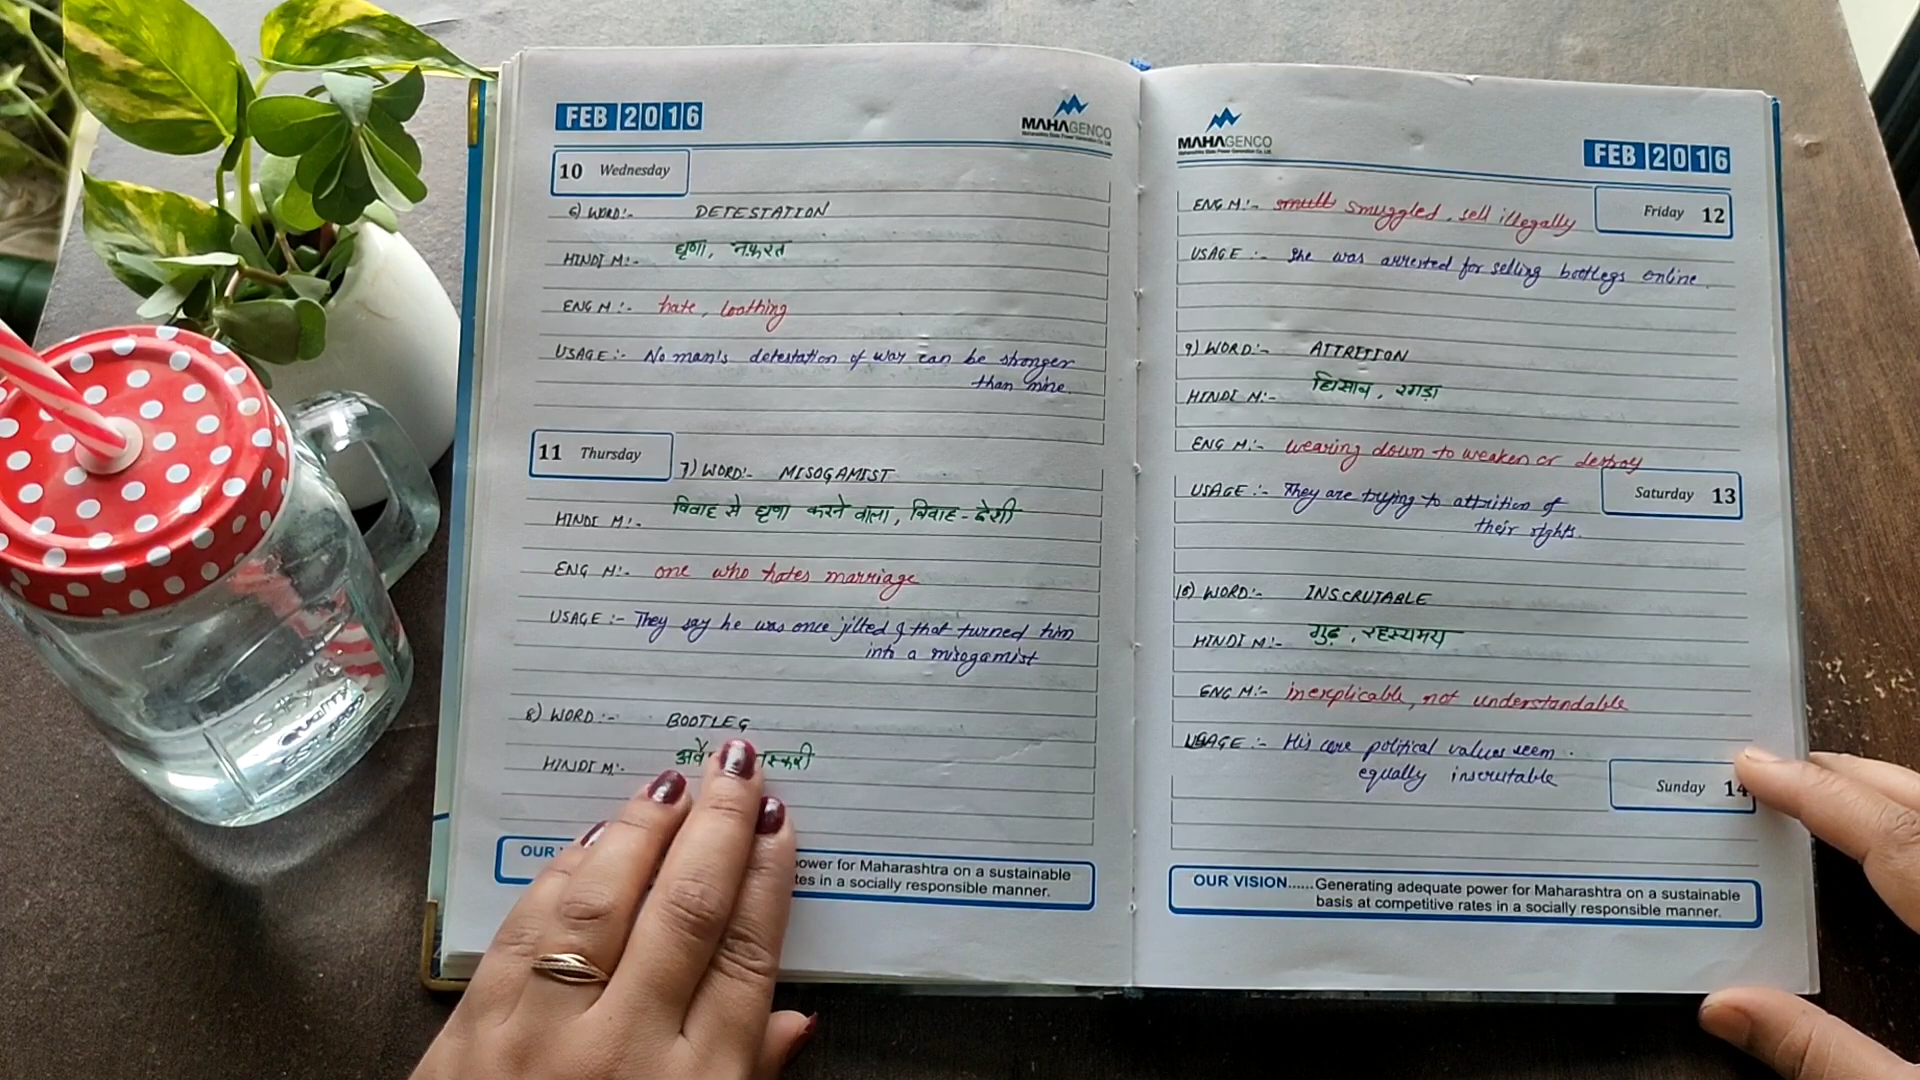 FEB 2016
MAHAGENCO
10 Wednesday
6) WORD:- DETESTATION
HINDI M:- घृणा, नफ़रत
ENG M:- hate, loathing
USAGE:- No man's detestation of war can be stronger
than mine.
11 Thursday
7) WORD:- MISOGAMIST
HINDI M:- विवाह से घृणा करने वाला, विवाह-द्वेशी
ENG M:- one who hates marriage
USAGE:- They say he was once jilted & that turned him
into a misogamist
8) WORD:- BOOTLEG
HINDI M:-
OUR
power for Maharashtra on a sustainable
tes in a socially responsible manner.
MAHAGENCO
FEB 2016
Friday 12
ENG M:- smuggled, sell illegally
USAGE:- She was arrested for selling bootlegs online.
9) WORD:- ATTRITION
HINDI M:- घिसाव, रगड़ा
ENG M:- wearing down to weaken or destroy
Saturday 13
USAGE:- They are trying to attrition of
their rights.
10) WORD:- INSCRUTABLE
HINDI M:- गुढ़, रहस्यमय
ENG M:- inexplicable, not understandable
USAGE:- His core political values seem
equally inscrutable
Sunday 14
OUR VISION......Generating adequate power for Maharashtra on a sustainable
basis at competitive rates in a socially responsible manner.